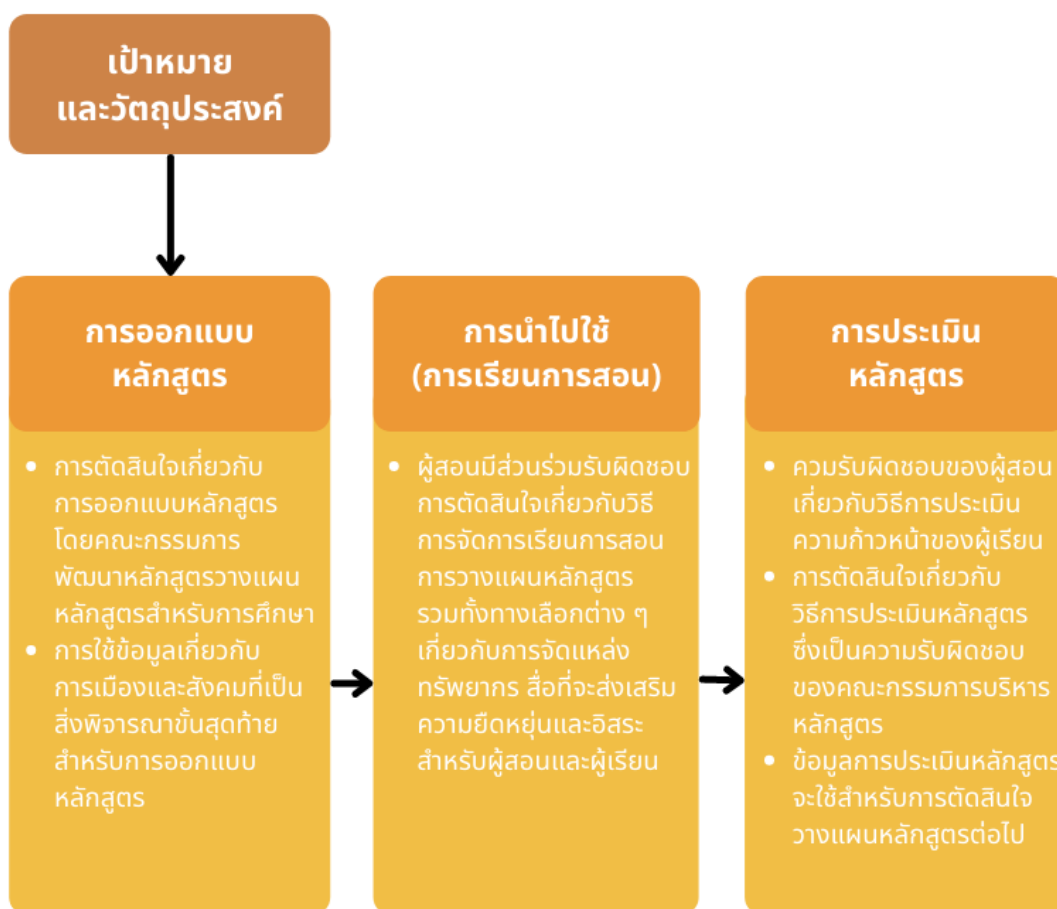 เป้าหมาย
และวัตถุประสงค์
การออกแบบ
หลักสูตร
• การตัดสินใจเกี่ยวกับ
การออกแบบหลักสูตร
โดยคณะกรรมการ
พัฒนาหลักสูตรวางแผน
หลักสูตรสำหรับการศึกษา
• การใช้ข้อมูลเกี่ยวกับ
การเมืองและสังคมที่เป็น
สิ่งพิจารณาขั้นสุดท้าย
สำหรับการออกแบบ
หลักสูตร
การนำไปใช้
(การเรียนการสอน)
• ผู้สอนมีส่วนร่วมรับผิดชอบ
การตัดสินใจเกี่ยวกับวิธี
การจัดการเรียนการสอน
การวางแผนหลักสูตร
รวมทั้งทางเลือกต่าง ๆ
เกี่ยวกับการจัดแหล่ง
ทรัพยากร สื่อที่จะส่งเสริม
ความยืดหยุ่นและอิสระ
สำหรับผู้สอนและผู้เรียน
การประเมิน
หลักสูตร
• ควมรับผิดชอบของผู้สอน
เกี่ยวกับวิธีการประเมิน
ความก้าวหน้าของผู้เรียน
• การตัดสินใจเกี่ยวกับ
วิธีการประเมินหลักสูตร
ซึ่งเป็นความรับผิดชอบ
ของคณะกรรมการบริหาร
หลักสูตร
• ข้อมูลการประเมินหลักสูตร
จะใช้สำหรับการตัดสินใจ
วางแผนหลักสูตรต่อไป